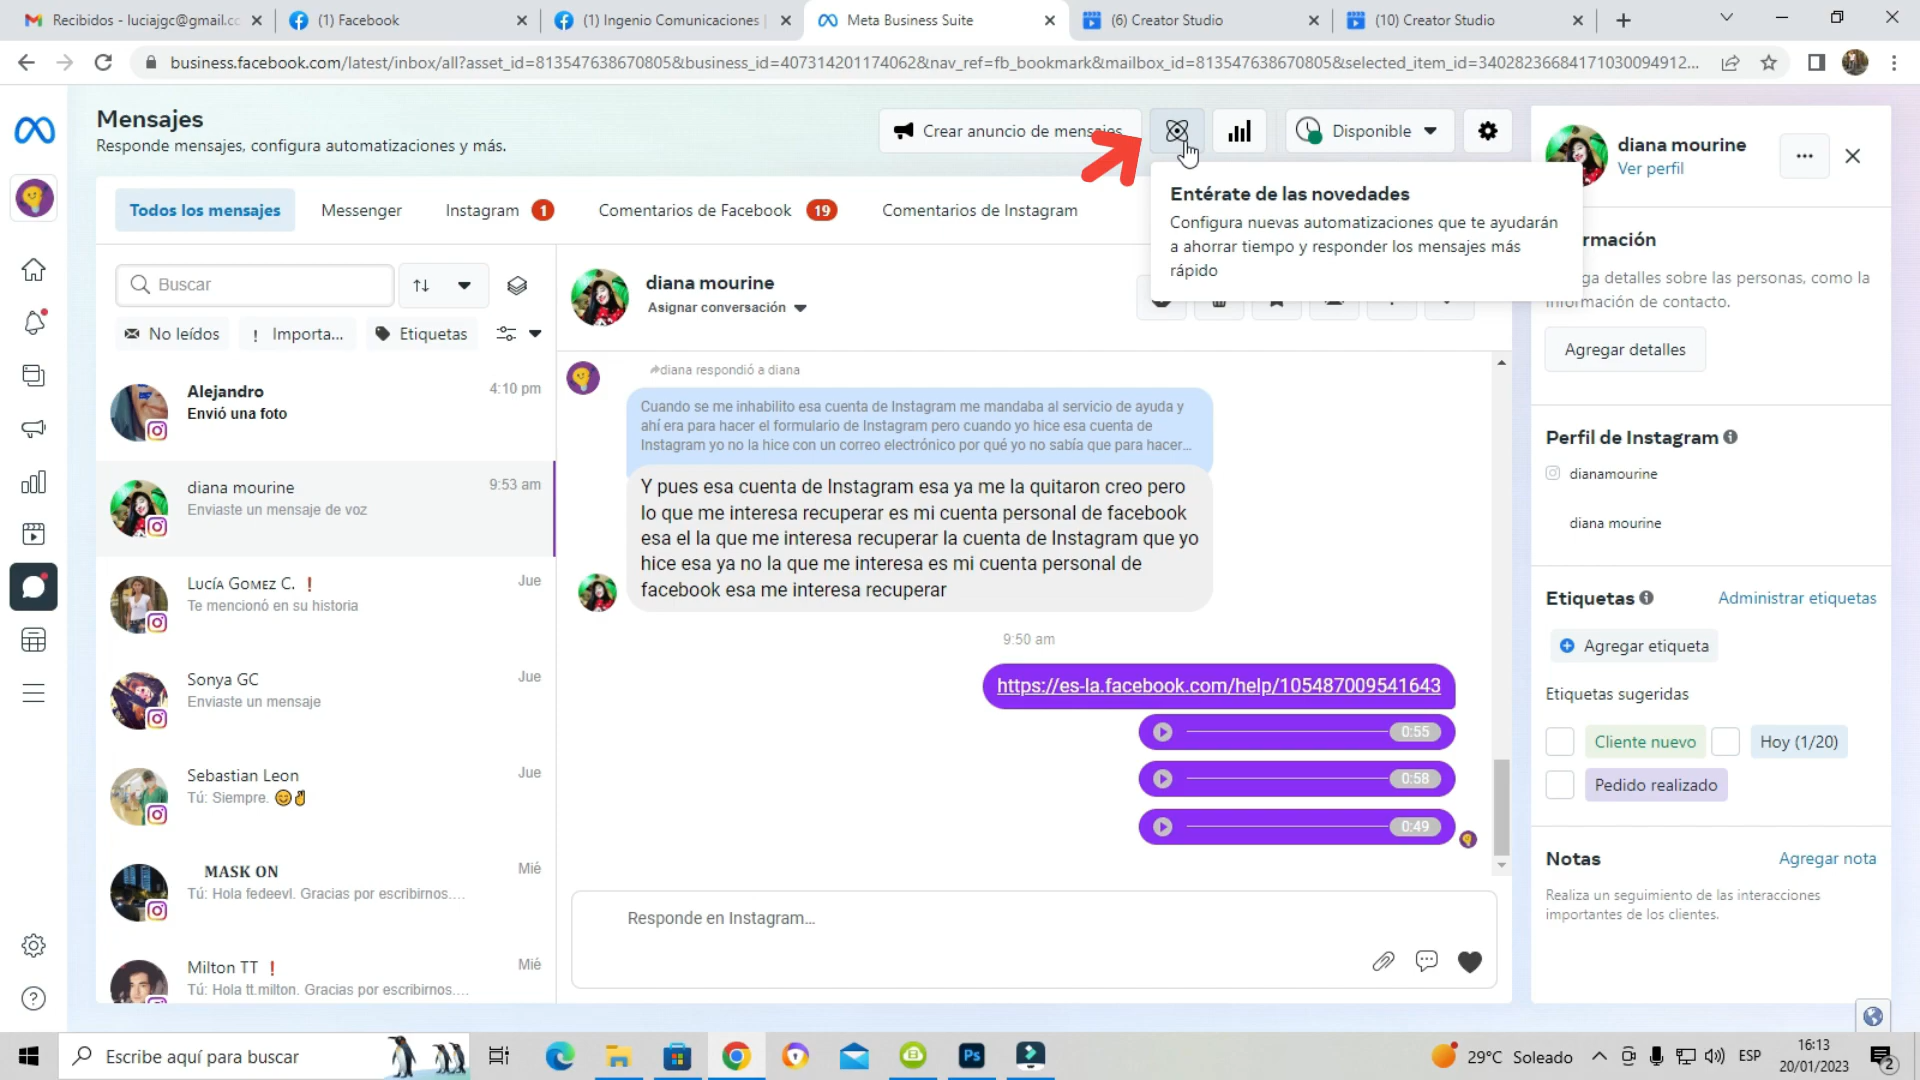 Recibidos - luciajgc@gmail.cc
(1) Facebook
(1) Ingenio Comunicaciones |
Meta Business Suite
(6) Creator Studio
(10) Creator Studio
business.facebook.com/latest/inbox/all?asset_id=813547638670805&business_id=407314201174062&nav_ref=fb_bookmark&mailbox_id=813547638670805&selected_item_id=34028236684171030094912...
Mensajes
Responde mensajes, configura automatizaciones y más.
Crear anuncio de mensajes
Disponible
Entérate de las novedades
Configura nuevas automatizaciones que te ayudarán
a ahorrar tiempo y responder los mensajes más
rápido
Todos los mensajes
Messenger
Instagram 1
Comentarios de Facebook 19
Comentarios de Instagram
Buscar
No leídos
! Importa...
Etiquetas
Alejandro 4:10 pm
Envió una foto
diana mourine 9:53 am
Enviaste un mensaje de voz
Lucía Gomez C. ❗ Jue
Te mencionó en su historia
Sonya GC Jue
Enviaste un mensaje
Sebastian Leon Jue
Tú: Siempre. 😊✌
MASK ON Mié
Tú: Hola fedeevl. Gracias por escribirnos....
Milton TT ❗ Mié
Tú: Hola tt.milton. Gracias por escribirnos....
diana mourine
Asignar conversación
diana respondió a diana
Cuando se me inhabilito esa cuenta de Instagram me mandaba al servicio de ayuda y
ahí era para hacer el formulario de Instagram pero cuando yo hice esa cuenta de
Instagram yo no la hice con un correo electrónico por qué yo no sabía que para hacer...
Y pues esa cuenta de Instagram esa ya me la quitaron creo pero
lo que me interesa recuperar es mi cuenta personal de facebook
esa el la que me interesa recuperar la cuenta de Instagram que yo
hice esa ya no la que me interesa es mi cuenta personal de
facebook esa me interesa recuperar
9:50 am
https://es-la.facebook.com/help/105487009541643
0:55
0:58
0:49
Responde en Instagram...
diana mourine
Ver perfil
rmación
ga detalles sobre las personas, como la
información de contacto.
Agregar detalles
Perfil de Instagram
dianamourine
diana mourine
Etiquetas
Administrar etiquetas
Agregar etiqueta
Etiquetas sugeridas
Cliente nuevo
Hoy (1/20)
Pedido realizado
Notas
Agregar nota
Realiza un seguimiento de las interacciones
importantes de los clientes.
Escribe aquí para buscar
Ps
29°C Soleado
ESP
16:13
20/01/2023
2